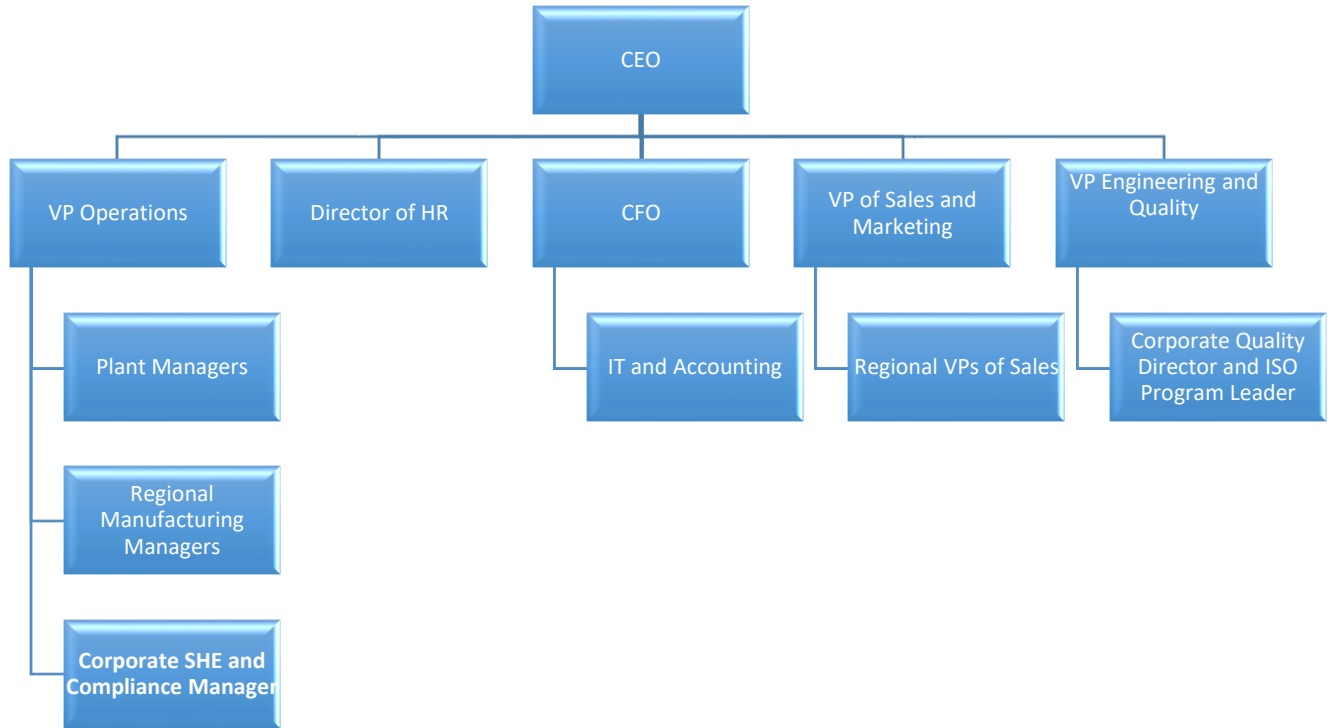 CEO
VP Operations
Director of HR
CFO
VP of Sales and
Marketing
VP Engineering and
Quality
Plant Managers
IT and Accounting
Regional VPs of Sales
Corporate Quality
Director and ISO
Program Leader
Regional
Manufacturing
Managers
Corporate SHE and
Compliance Manager